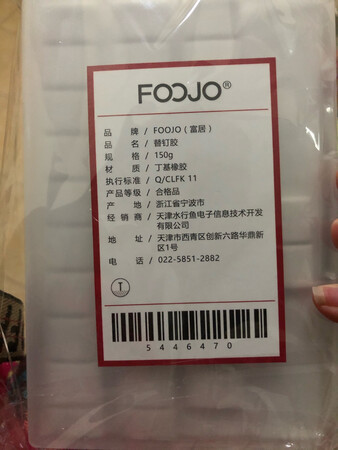 FOOJO®
品 牌 / FOOJO（富居）
品 名 / 替钉胶
规 格 / 150g
材 质 / 丁基橡胶
执行标准 / Q/CLFK 11
产品等级 / 合格品
产 地 / 浙江省宁波市
经 销 商 / 天津水行鱼电子信息技术开发
有限公司
地 址 / 天津市西青区创新六路华鼎新
区1号
电 话 / 022-5851-2882
5446470